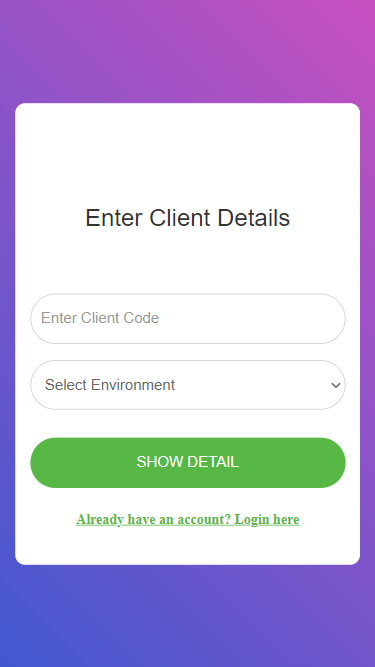 Enter Client Details
Enter Client Code
Select Environment
SHOW DETAIL
Already have an account? Login here